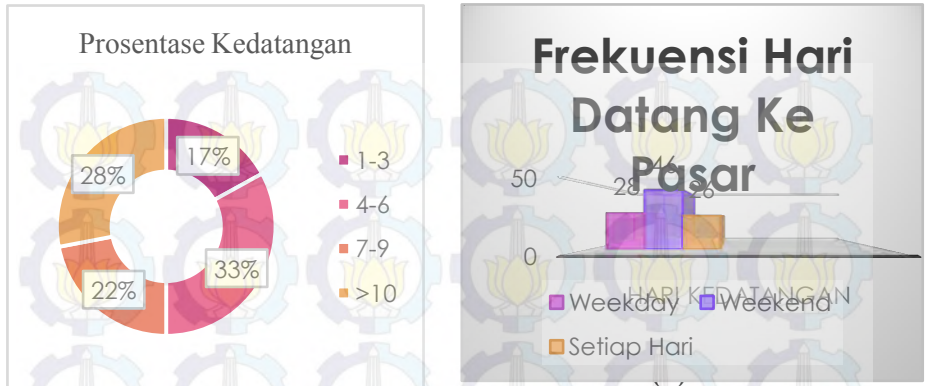 Prosentase Kedatangan
17%
28%
33%
22%
1-3
4-6
7-9
>10
Frekuensi Hari
Datang Ke
Pasar
50
0
28
46
26
HARI KEDATANGAN
Weekday
Weekend
Setiap Hari